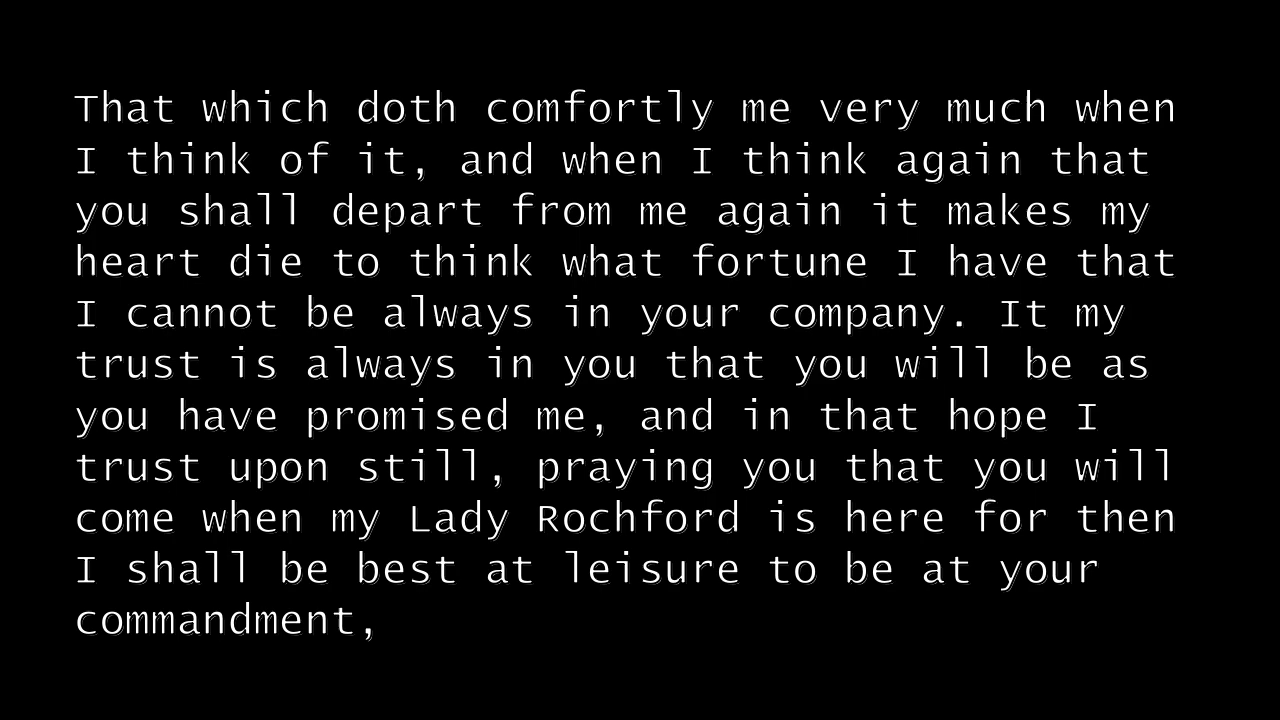 That which doth comfortly me very much when
I think of it, and when I think again that
you shall depart from me again it makes my
heart die to think what fortune I have that
I cannot be always in your company. It my
trust is always in you that you will be as
you have promised me, and in that hope I
trust upon still, praying you that you will
come when my Lady Rochford is here for then
I shall be best at leisure to be at your
commandment,